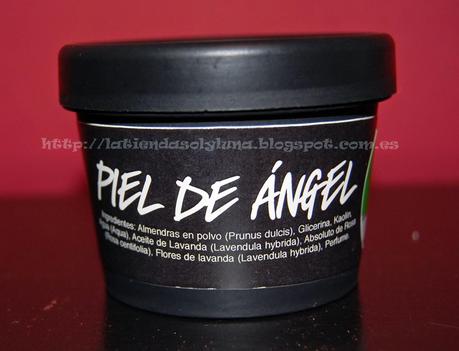 http://latiendasolyluna.blogspot.com.es
PIEL DE ÁNGEL
Ingredientes: Almendras en polvo (Prunus dulcis), Glicerina, Kaolin,
Agua (Aqua), Aceite de Lavanda (Lavendula hybrida), Absoluto de Rosa
(Rosa centifolia), Flores de lavanda (Lavendula hybrida), Perfume.